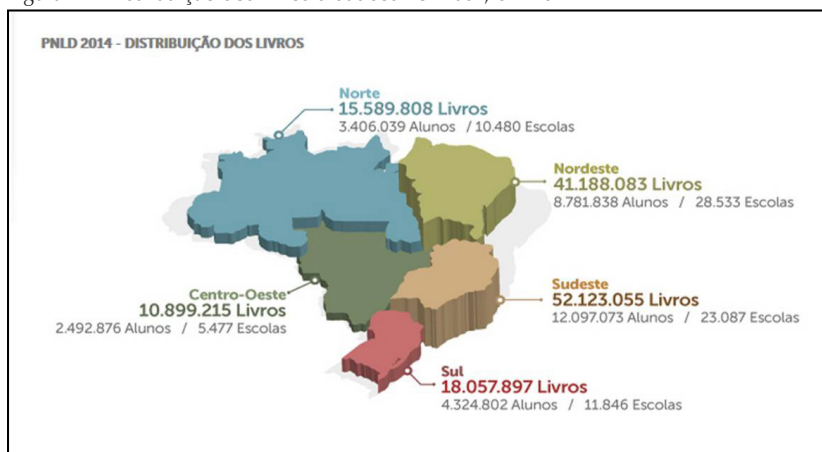 PNLD 2014 - DISTRIBUIÇÃO DOS LIVROS
Norte
15.589.808 Livros
3.406.039 Alunos / 10.480 Escolas
Nordeste
41.188.083 Livros
8.781.838 Alunos / 28.533 Escolas
Centro-Oeste
10.899.215 Livros
2.492.876 Alunos / 5.477 Escolas
Sudeste
52.123.055 Livros
12.097.073 Alunos / 23.087 Escolas
Sul
18.057.897 Livros
4.324.802 Alunos / 11.846 Escolas